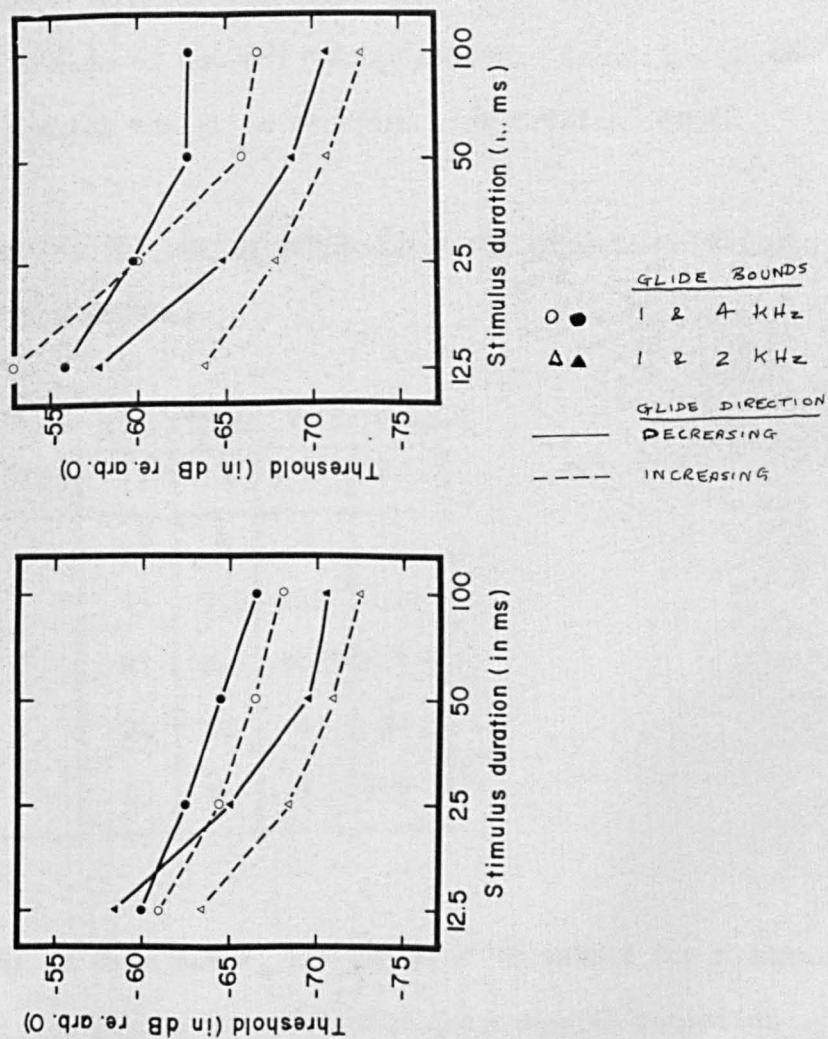 -55
-60
-65
-70
-75
Threshold (in dB re. arb. O)
12.5
25
50
100
Stimulus duration (in ms)
-55
-60
-65
-70
-75
Threshold (in dB re. arb. O)
12.5
25
50
100
Stimulus duration (ms)
GLIDE BOUNDS
1 & 4 KHz
1 & 2 KHz
GLIDE DIRECTION
DECREASING
INCREASING